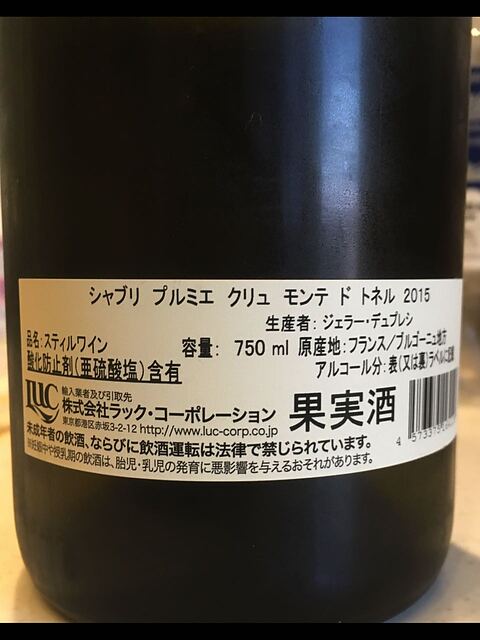 シャブリ プルミエ クリュ モンテ ド トネル 2015
生産者：ジェラー・デュプレシ
品名：スティルワイン 容量： 750 ml 原産地：フランス／ブルゴーニュ地方
酸化防止剤（亜硫酸塩）含有 アルコール分：表（又は裏）ラベルに記載
LUC 輸入業者及び引取先
株式会社ラック・コーポレーション 果実酒
東京都港区赤坂3-2-12 http://www.luc-corp.co.jp
未成年者の飲酒、ならびに飲酒運転は法律で禁じられています。
※妊娠中や授乳期の飲酒は、胎児・乳児の発育に悪影響を与えるおそれがあります。
4